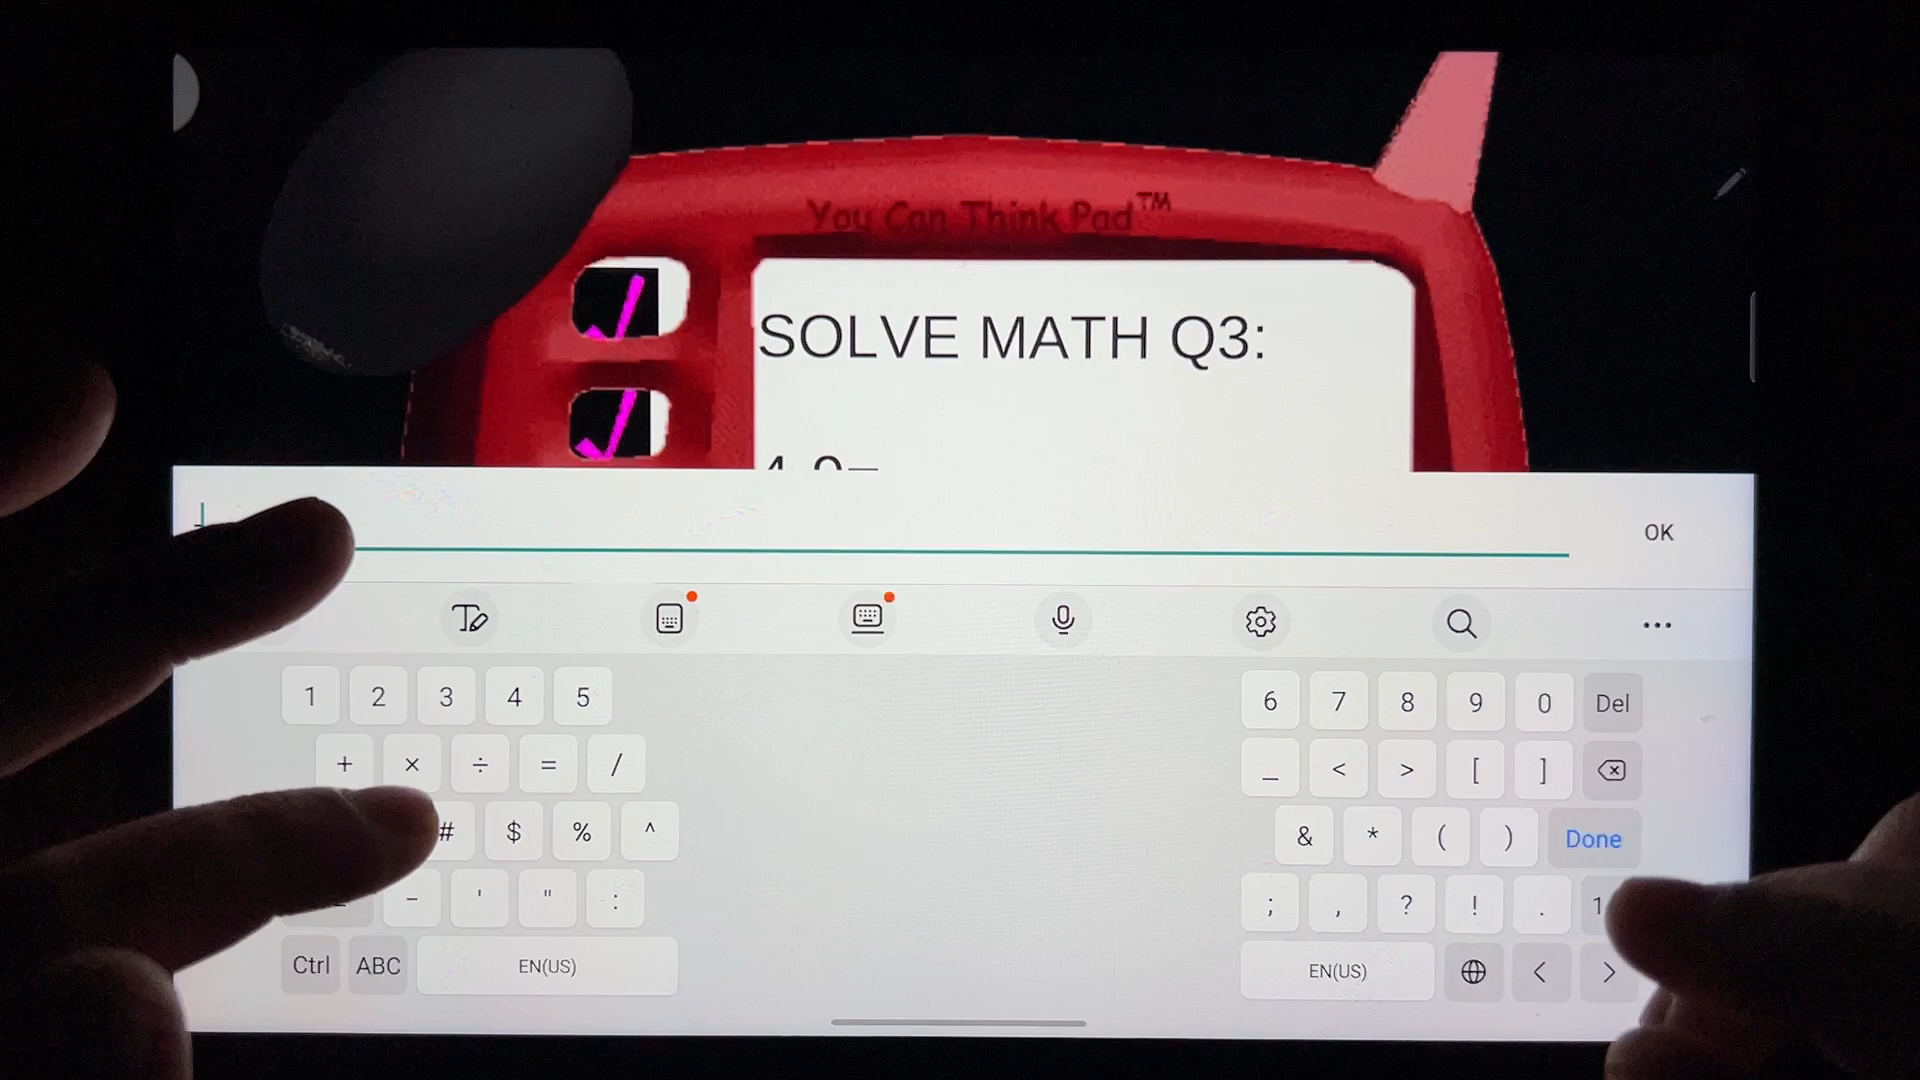 You Can Think Pad™
SOLVE MATH Q3:
OK
1 2 3 4 5 6 7 8 9 0 Del
+ × ÷ = / _ < > [ ]
# $ % ^ & * ( ) Done
- ' " : ; , ? ! .
Ctrl ABC EN(US) EN(US) < >